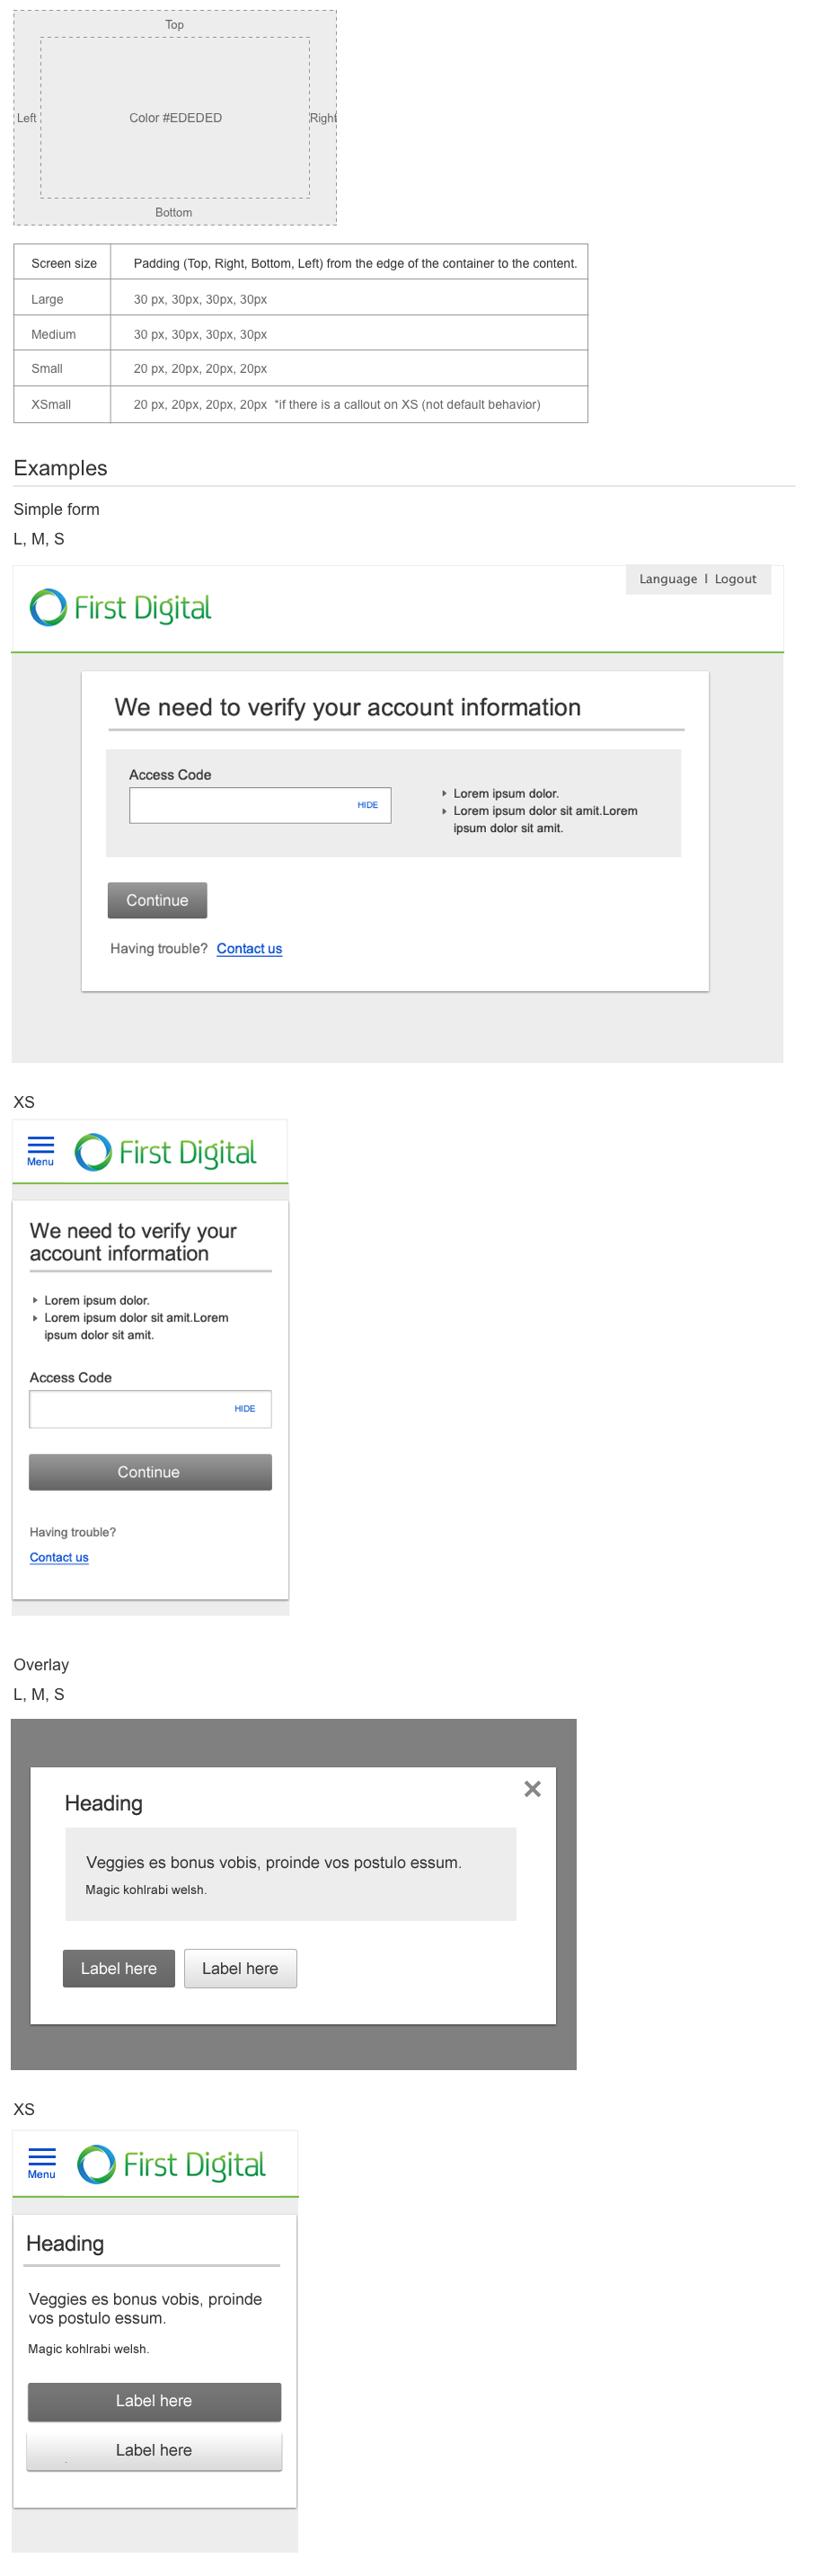 Top
Left
Color #EDEDED
Right
Bottom
Screen size Padding (Top, Right, Bottom, Left) from the edge of the container to the content.
Large 30 px, 30px, 30px, 30px
Medium 30 px, 30px, 30px, 30px
Small 20 px, 20px, 20px, 20px
XSmall 20 px, 20px, 20px, 20px *if there is a callout on XS (not default behavior)
Examples
Simple form
L, M, S
Language | Logout
First Digital
We need to verify your account information
Access Code
HIDE
Lorem ipsum dolor.
Lorem ipsum dolor sit amit.Lorem
ipsum dolor sit amit.
Continue
Having trouble? Contact us
XS
Menu
First Digital
We need to verify your
account information
Lorem ipsum dolor.
Lorem ipsum dolor sit amit.Lorem
ipsum dolor sit amit.
Access Code
HIDE
Continue
Having trouble?
Contact us
Overlay
L, M, S
Heading
Veggies es bonus vobis, proinde vos postulo essum.
Magic kohlrabi welsh.
Label here Label here
XS
Menu
First Digital
Heading
Veggies es bonus vobis, proinde
vos postulo essum.
Magic kohlrabi welsh.
Label here
Label here